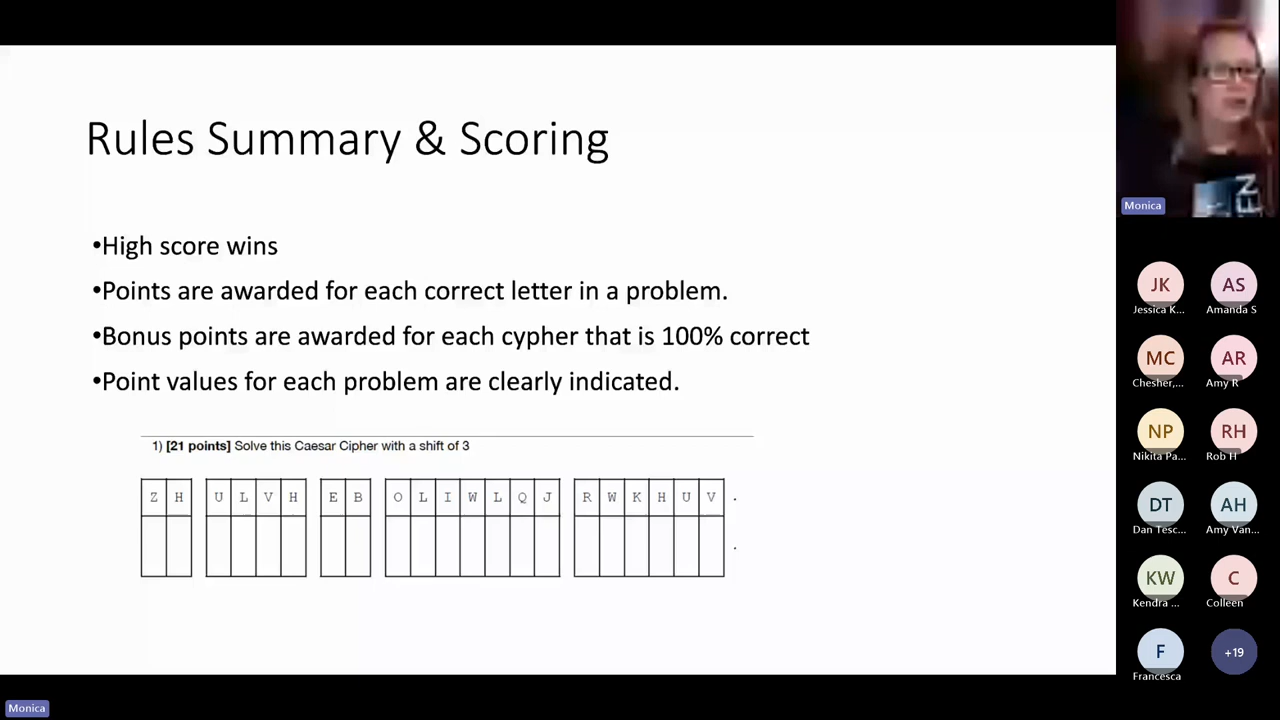 Rules Summary & Scoring
•High score wins
•Points are awarded for each correct letter in a problem.
•Bonus points are awarded for each cypher that is 100% correct
•Point values for each problem are clearly indicated.
1) [21 points] Solve this Caesar Cipher with a shift of 3
Z H U L V H E B O L I W L Q J R W K H U V .
.
Monica
JK AS
Jessica K... Amanda S
MC AR
Chesher,... Amy R
NP RH
Nikita Pa... Rob H
DT AH
Dan Tesc... Amy Van...
KW C
Kendra ... Colleen
F +19
Francesca
Monica